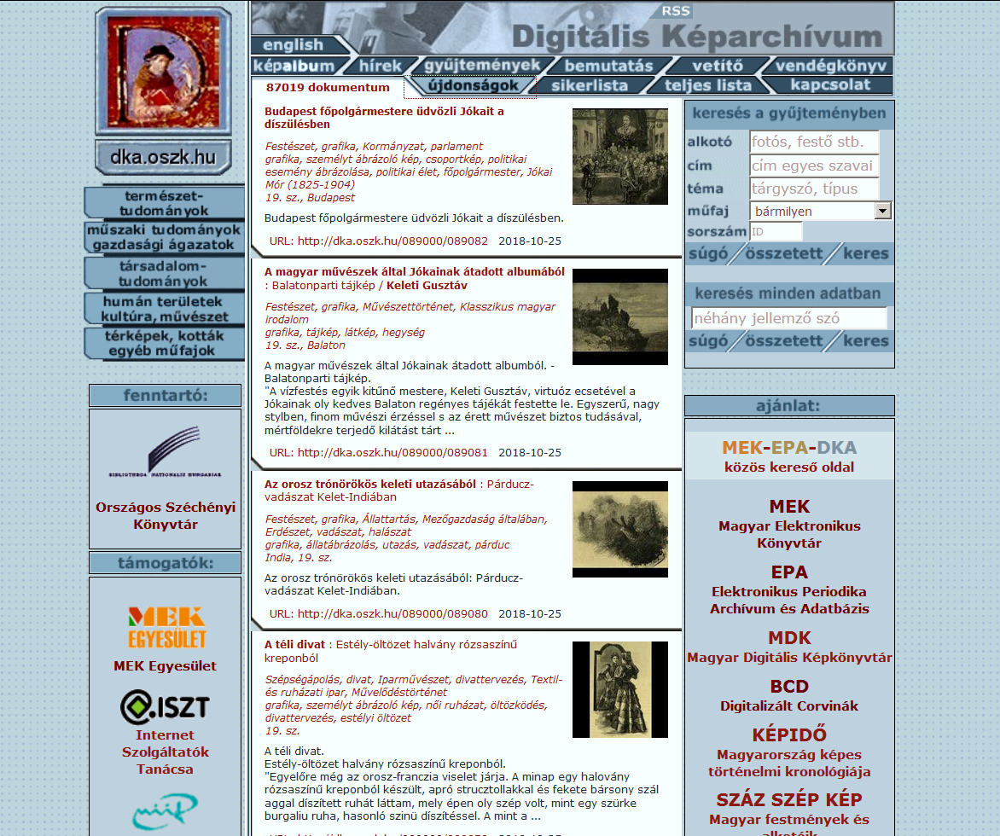 RSS
Digitális Képarchívum
english
képalbum
hírek
gyűjtemények
bemutatás
vetítő
vendégkönyv
87019 dokumentum
újdonságok
sikerlista
teljes lista
kapcsolat
dka.oszk.hu
természet-
tudományok
műszaki tudományok
gazdasági ágazatok
társadalom-
tudományok
humán területek
kultúra, művészet
térképek, kották
egyéb műfajok
fenntartó:
BIBLIOTHECA NATIONALIS HUNGARIAE
Országos Széchényi
Könyvtár
támogatók:
MEK
EGYESÜLET
MEK Egyesület
.ISZT
Internet
Szolgáltatók
Tanácsa
Budapest főpolgármestere üdvözli Jókait a
díszülésben
Festészet, grafika, Kormányzat, parlament
grafika, személyt ábrázoló kép, csoportkép, politikai
esemény ábrázolása, politikai élet, főpolgármester, Jókai
Mór (1825-1904)
19. sz., Budapest
Budapest főpolgármestere üdvözli Jókait a díszülésben.
URL: http://dka.oszk.hu/089000/089082 2018-10-25
A magyar művészek által Jókainak átadott albumából
: Balatonparti tájkép / Keleti Gusztáv
Festészet, grafika, Művészettörténet, Klasszikus magyar
irodalom
grafika, tájkép, látkép, hegység
19. sz., Balaton
A magyar művészek által Jókainak átadott albumból. -
Balatonparti tájkép.
"A vízfestés egyik kitűnő mestere, Keleti Gusztáv, virtuóz ecsetével a
Jókainak oly kedves Balaton regényes tájékát festette le. Egyszerű, nagy
stylben, finom művészi érzéssel s az érett művészet biztos tudásával,
mértföldekre terjedő kilátást tárt ...
URL: http://dka.oszk.hu/089000/089081 2018-10-25
Az orosz trónörökös keleti utazásából : Párducz-
vadászat Kelet-Indiában
Festészet, grafika, Állattartás, Mezőgazdaság általában,
Erdészet, vadászat, halászat
grafika, állatábrázolás, utazás, vadászat, párduc
India, 19. sz.
Az orosz trónörökös keleti utazásából: Párducz-
vadászat Kelet-Indiában.
URL: http://dka.oszk.hu/089000/089080 2018-10-25
A téli divat : Estély-öltözet halvány rózsaszínű
kreponból
Szépségápolás, divat, Iparművészet, divattervezés, Textil-
és ruházati ipar, Művelődéstörténet
grafika, személyt ábrázoló kép, női ruházat, öltözködés,
divattervezés, estélyi öltözet
19. sz.
A téli divat.
Estély-öltözet halvány rózsaszínű kreponból.
"Egyelőre még az orosz-franczia viselet járja. A minap egy halovány
rózsaszínű kreponból készült, apró strucztollakkal és fekete bársony szál
aggal díszített ruhát láttam, mely épen oly szép volt, mint egy szürke
burgaliu ruha, hasonló szinü díszítéssel. A mint a ...
keresés a gyűjteményben
alkotó fotós, festő stb.
cím cím egyes szavai
téma tárgyszó, típus
műfaj bármilyen
sorszám ID
súgó összetett keres
keresés minden adatban
néhány jellemző szó
súgó összetett keres
ajánlat:
MEK-EPA-DKA
közös kereső oldal
MEK
Magyar Elektronikus
Könyvtár
EPA
Elektronikus Periodika
Archívum és Adatbázis
MDK
Magyar Digitális Képkönyvtár
BCD
Digitalizált Corvinák
KÉPIDŐ
Magyarország képes
történelmi kronológiája
SZÁZ SZÉP KÉP
Magyar festmények és